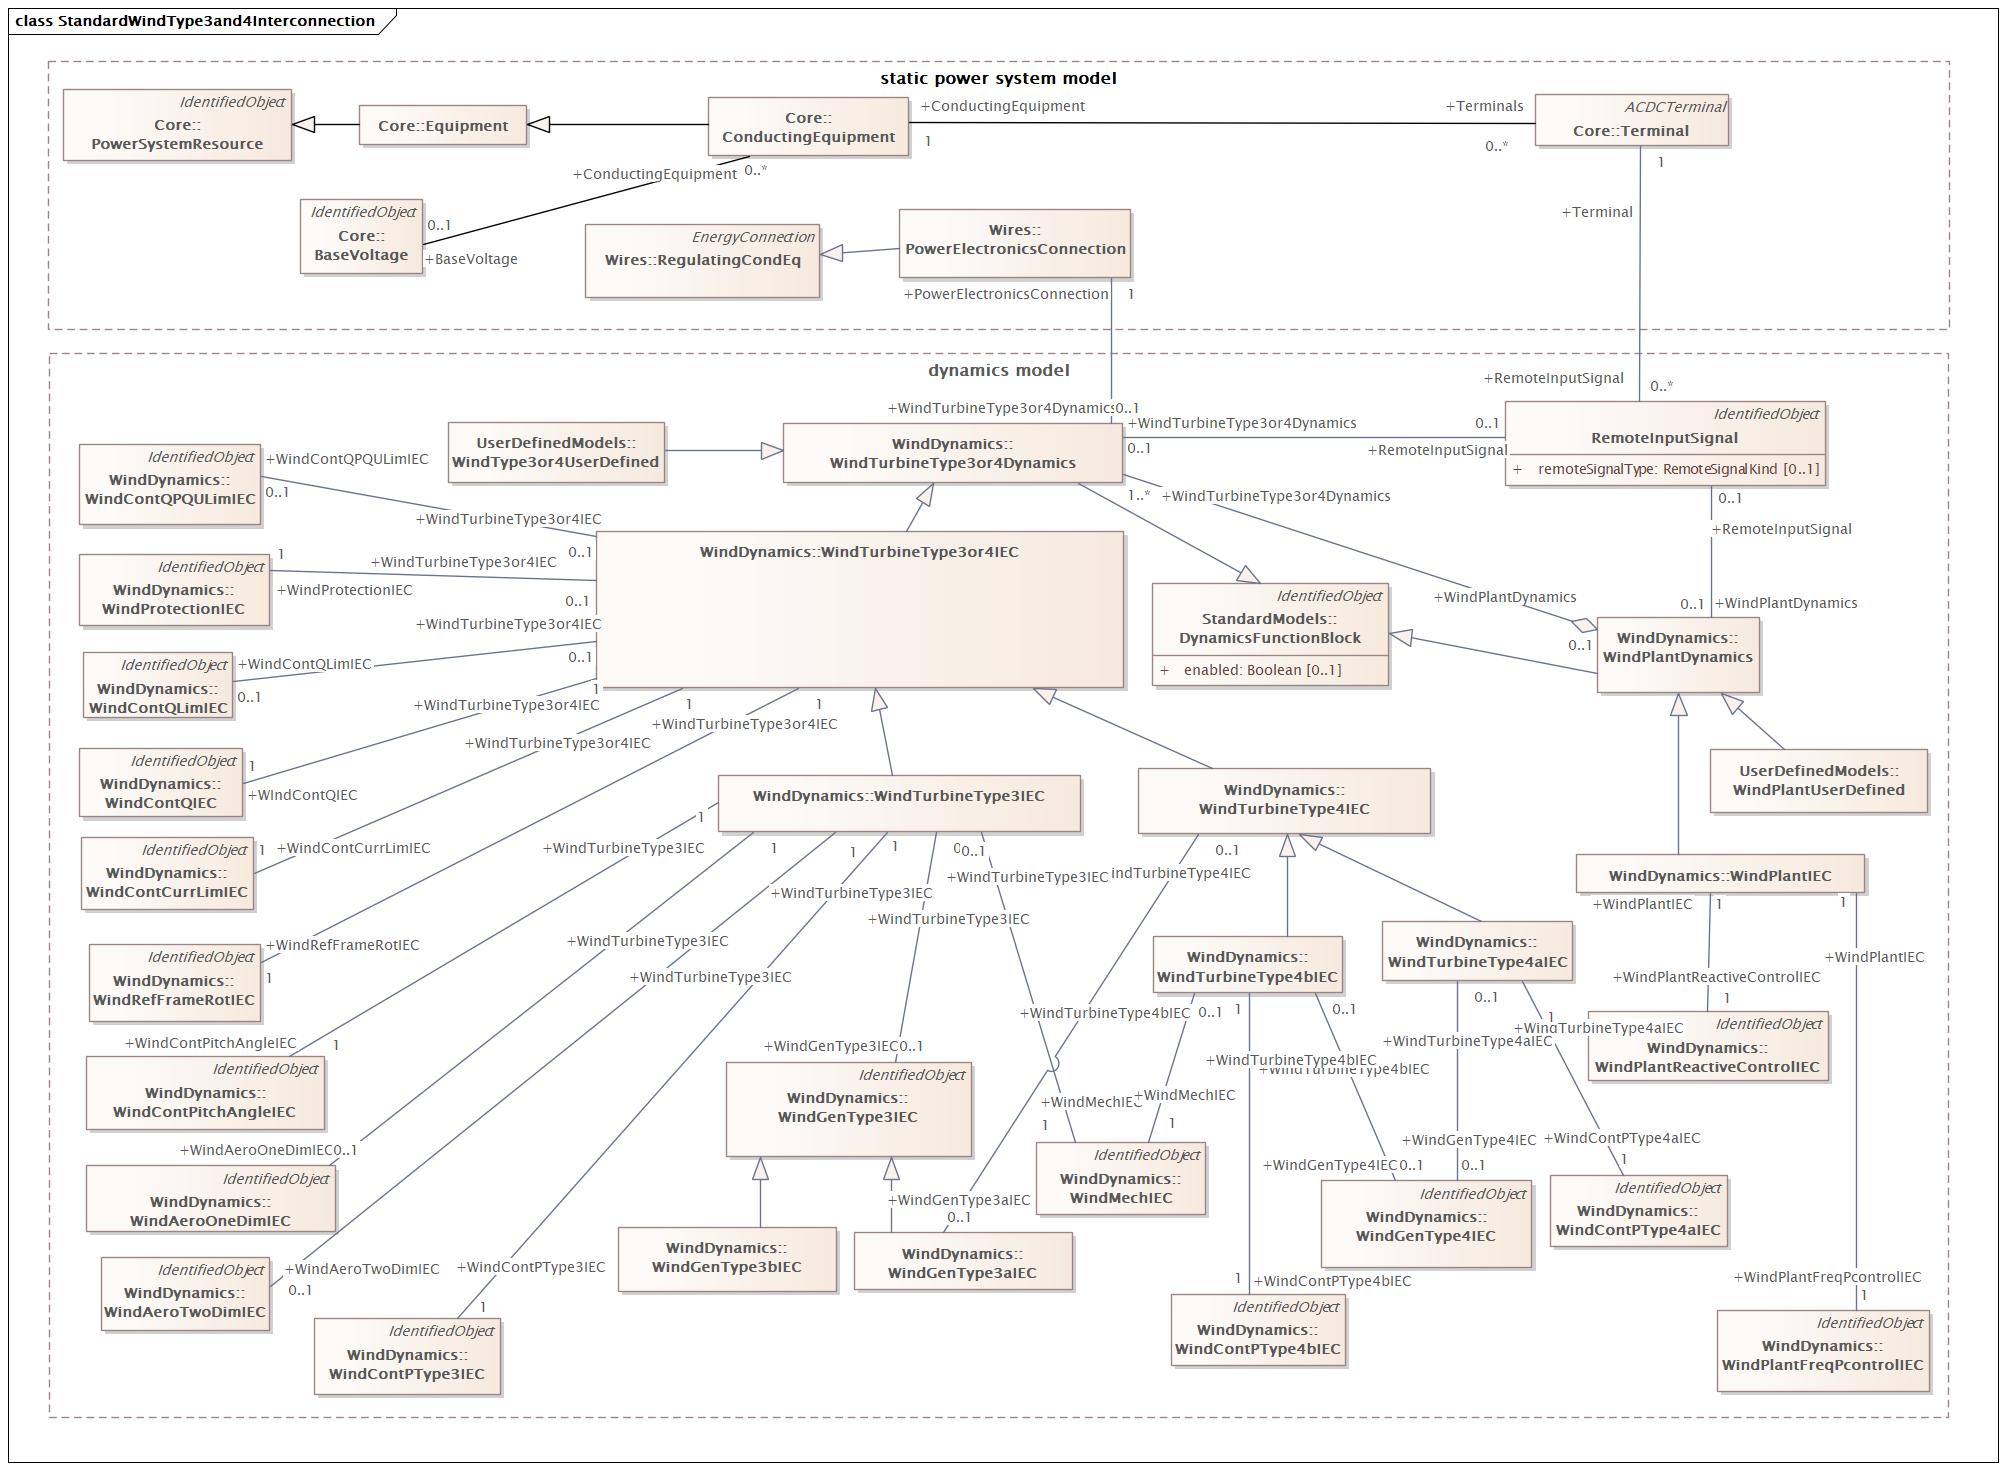 class StandardWindType3and4Interconnection
static power system model
IdentifiedObject
Core::
PowerSystemResource
Core::Equipment
Core::
ConductingEquipment
+ConductingEquipment
1
+Terminals
0..*
ACDCTerminal
Core::Terminal
1
+Terminal
+ConductingEquipment
0..*
IdentifiedObject
Core::
BaseVoltage
0..1
+BaseVoltage
EnergyConnection
Wires::RegulatingCondEq
Wires::
PowerElectronicsConnection
+PowerElectronicsConnection
1
dynamics model
+WindTurbineType3or4Dynamics
0..1
+RemoteInputSignal
0..*
UserDefinedModels::
WindType3or4UserDefined
WindDynamics::
WindTurbineType3or4Dynamics
+WindTurbineType3or4Dynamics
0..1
0..1
+RemoteInputSignal
IdentifiedObject
RemoteInputSignal
+ remoteSignalType: RemoteSignalKind [0..1]
0..1
+RemoteInputSignal
1..*
+WindTurbineType3or4Dynamics
IdentifiedObject
WindDynamics::
WindContQPQULimIEC
+WindContQPQULimIEC
0..1
+WindTurbineType3or4IEC
0..1
WindDynamics::WindTurbineType3or4IEC
IdentifiedObject
WindDynamics::
WindProtectionIEC
1
+WindProtectionIEC
+WindTurbineType3or4IEC
0..1
IdentifiedObject
StandardModels::
DynamicsFunctionBlock
+ enabled: Boolean [0..1]
+WindPlantDynamics
0..1
0..1
+WindPlantDynamics
WindDynamics::
WindPlantDynamics
+WindTurbineType3or4IEC
0..1
IdentifiedObject
WindDynamics::
WindContQLimIEC
+WindContQLimIEC
0..1
1
+WindTurbineType3or4IEC
1
+WindTurbineType3or4IEC
1
+WindTurbineType3or4IEC
IdentifiedObject
WindDynamics::
WindContQIEC
1
+WIndContQIEC
WindDynamics::WindTurbineType3IEC
WindDynamics::
WindTurbineType4IEC
UserDefinedModels::
WindPlantUserDefined
IdentifiedObject
WindDynamics::
WindContCurrLimIEC
1
+WindContCurrLimIEC
1
+WindTurbineType3IEC
1
+WindTurbineType3IEC
1
+WindTurbineType3IEC
1
+WindTurbineType3IEC
+WindTurbineType3IEC
0..1
+WindTurbineType3IEC
0..1
indTurbineType4IEC
WindDynamics::WindPlantIEC
+WindPlantIEC
1
1
+WindPlantIEC
IdentifiedObject
WindDynamics::
WindRefFrameRotIEC
+WindRefFrameRotIEC
1
WindDynamics::
WindTurbineType4bIEC
WindDynamics::
WindTurbineType4aIEC
+WindPlantReactiveControlIEC
1
IdentifiedObject
WindDynamics::
WindPlantReactiveControlIEC
+WindTurbineType4bIEC
0..1
1
+WindTurbineType4bIEC
0..1
+WindTurbineType4bIEC
0..1
+WindTurbineType4aIEC
1
+WindTurbineType4aIEC
+WindContPitchAngleIEC
1
IdentifiedObject
WindDynamics::
WindContPitchAngleIEC
+WindGenType3IEC
0..1
IdentifiedObject
WindDynamics::
WindGenType3IEC
+WindMechIEC
1
+WindMechIEC
1
IdentifiedObject
WindDynamics::
WindMechIEC
+WindAeroOneDimIEC
0..1
IdentifiedObject
WindDynamics::
WindAeroOneDimIEC
+WindGenType4IEC
0..1
+WindGenType4IEC
0..1
IdentifiedObject
WindDynamics::
WindGenType4IEC
+WindContPType4aIEC
1
IdentifiedObject
WindDynamics::
WindContPType4aIEC
+WindGenType3aIEC
0..1
WindDynamics::
WindGenType3bIEC
WindDynamics::
WindGenType3aIEC
+WindAeroTwoDimIEC
0..1
IdentifiedObject
WindDynamics::
WindAeroTwoDimIEC
+WindContPType3IEC
1
IdentifiedObject
WindDynamics::
WindContPType3IEC
1
+WindContPType4bIEC
IdentifiedObject
WindDynamics::
WindContPType4bIEC
+WindPlantFreqPcontrolIEC
1
IdentifiedObject
WindDynamics::
WindPlantFreqPcontrolIEC